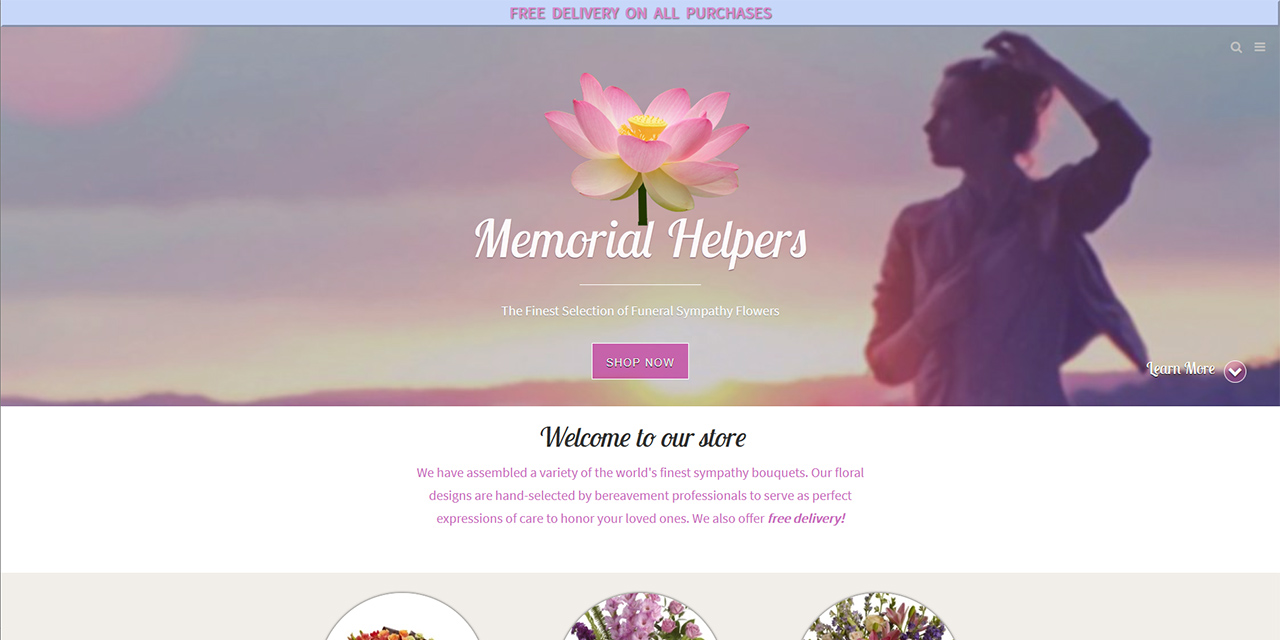 FREE DELIVERY ON ALL PURCHASES
Memorial Helpers
The Finest Selection of Funeral Sympathy Flowers
SHOP NOW
Learn More
Welcome to our store
We have assembled a variety of the world's finest sympathy bouquets. Our floral
designs are hand-selected by bereavement professionals to serve as perfect
expressions of care to honor your loved ones. We also offer free delivery!